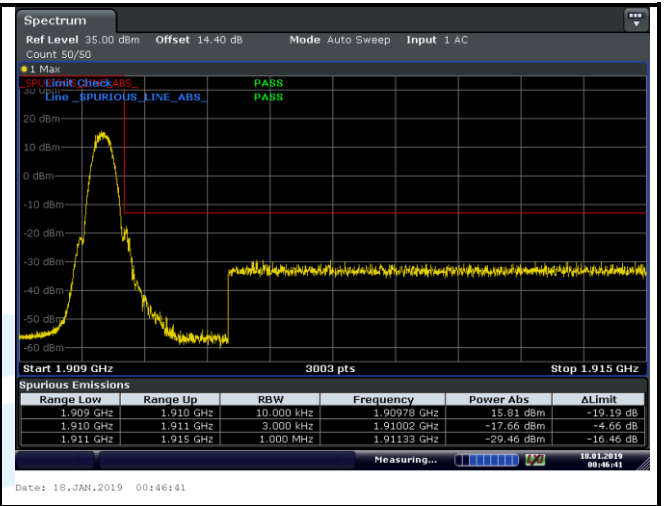 Spectrum
Ref Level 35.00 dBm Offset 14.40 dB Mode Auto Sweep Input 1 AC
Count 50/50
1 Max
Limit Check PASS
Line _SPURIOUS_LINE_ABS_ PASS
20 dBm
10 dBm
0 dBm
-10 dBm
-20 dBm
-30 dBm
-40 dBm
-50 dBm
-60 dBm
Start 1.909 GHz 3003 pts Stop 1.915 GHz
Spurious Emissions
Range Low Range Up RBW Frequency Power Abs ΔLimit
1.909 GHz 1.910 GHz 10.000 kHz 1.90978 GHz 15.81 dBm -19.19 dB
1.910 GHz 1.911 GHz 3.000 kHz 1.91002 GHz -17.66 dBm -4.66 dB
1.911 GHz 1.915 GHz 1.000 MHz 1.91133 GHz -29.46 dBm -16.46 dB
Measuring... 18.01.2019
00:46:41
Date: 18.JAN.2019 00:46:41